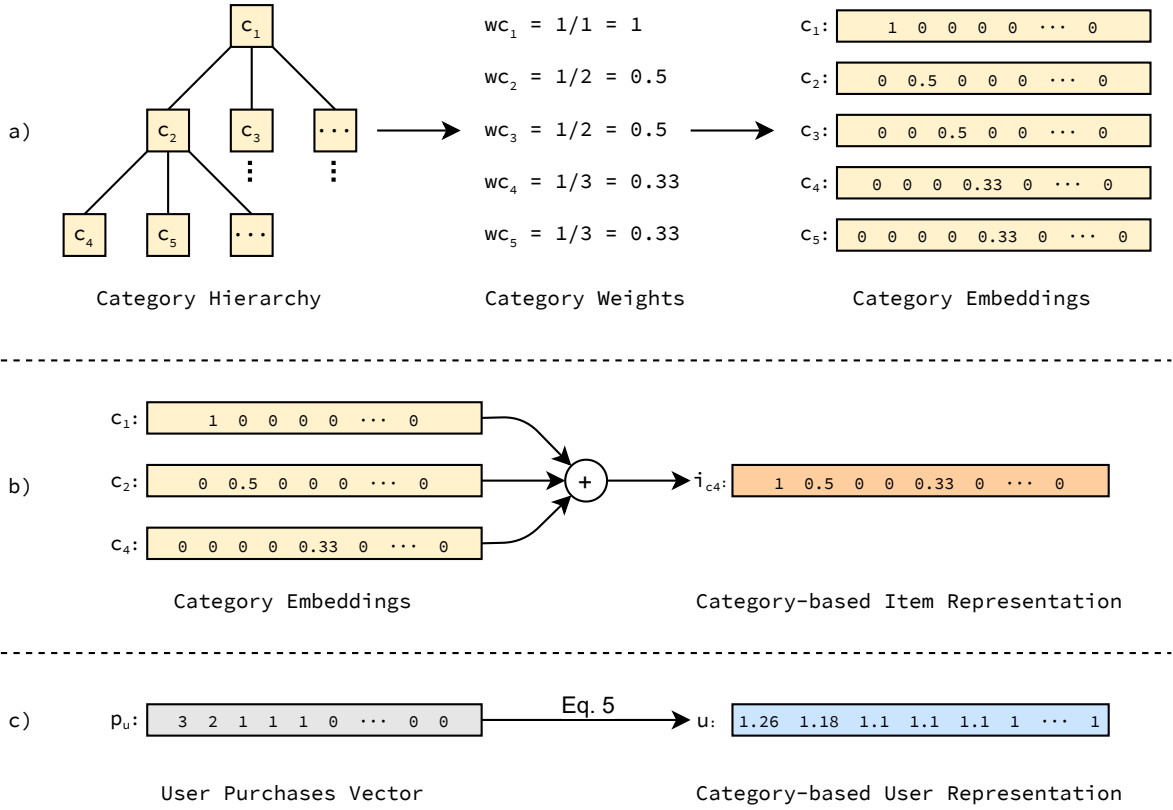 a)
c1
c2 c3 ...
c4 c5 ...
Category Hierarchy
wc1 = 1/1 = 1
wc2 = 1/2 = 0.5
wc3 = 1/2 = 0.5
wc4 = 1/3 = 0.33
wc5 = 1/3 = 0.33
Category Weights
c1: 1 0 0 0 0 ... 0
c2: 0 0.5 0 0 0 ... 0
c3: 0 0 0.5 0 0 ... 0
c4: 0 0 0 0.33 0 ... 0
c5: 0 0 0 0 0.33 0 ... 0
Category Embeddings
b)
c1: 1 0 0 0 0 ... 0
c2: 0 0.5 0 0 0 ... 0
c4: 0 0 0 0 0.33 0 ... 0
Category Embeddings
+
ic4: 1 0.5 0 0 0.33 0 ... 0
Category-based Item Representation
c)
pu: 3 2 1 1 1 0 ... 0 0
User Purchases Vector
Eq. 5
u: 1.26 1.18 1.1 1.1 1.1 1 ... 1
Category-based User Representation